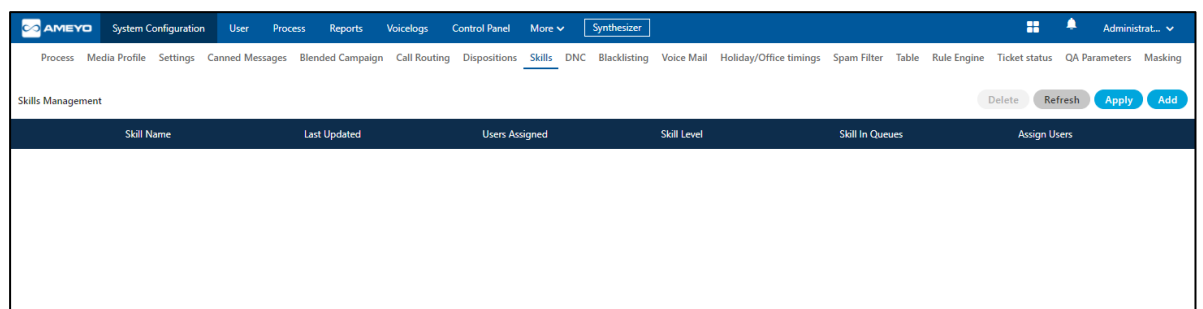 AMEYO System Configuration User Process Reports Voicelogs Control Panel More Synthesizer Administrat...
Process Media Profile Settings Canned Messages Blended Campaign Call Routing Dispositions Skills DNC Blacklisting Voice Mail Holiday/Office timings Spam Filter Table Rule Engine Ticket status QA Parameters Masking
Skills Management Delete Refresh Apply Add
Skill Name Last Updated Users Assigned Skill Level Skill In Queues Assign Users